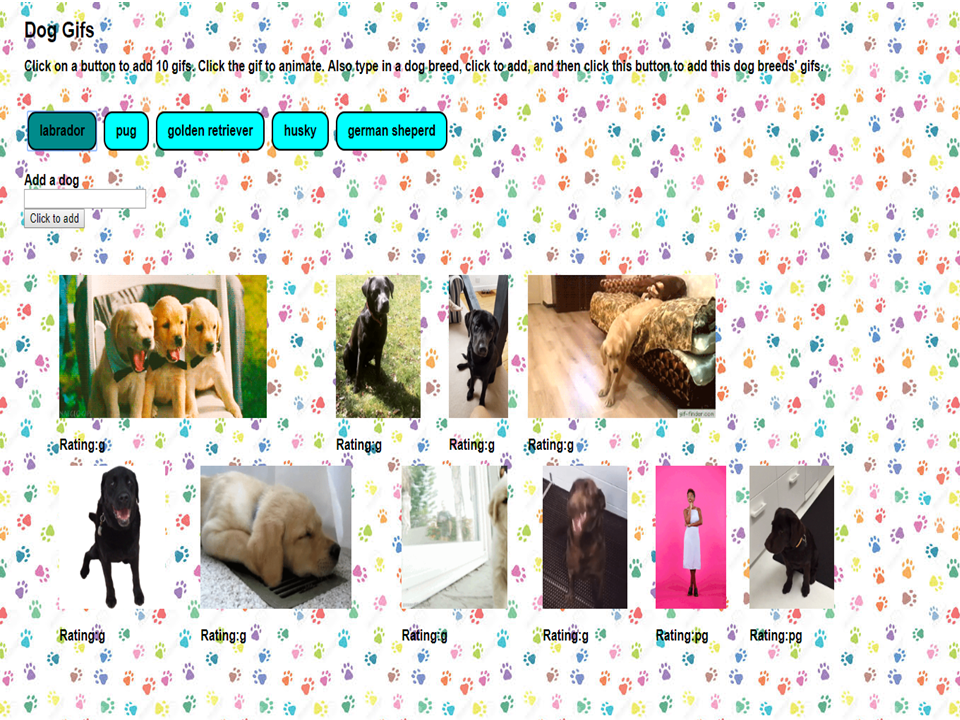 Dog Gifs
Click on a button to add 10 gifs. Click the gif to animate. Also type in a dog breed, click to add, and then click this button to add this dog breeds' gifs.
labrador pug golden retriever husky german sheperd
Add a dog
Click to add
gif-finder.com
Rating:g Rating:g Rating:g Rating:g
Rating:g Rating:g Rating:g Rating:g Rating:pg Rating:pg